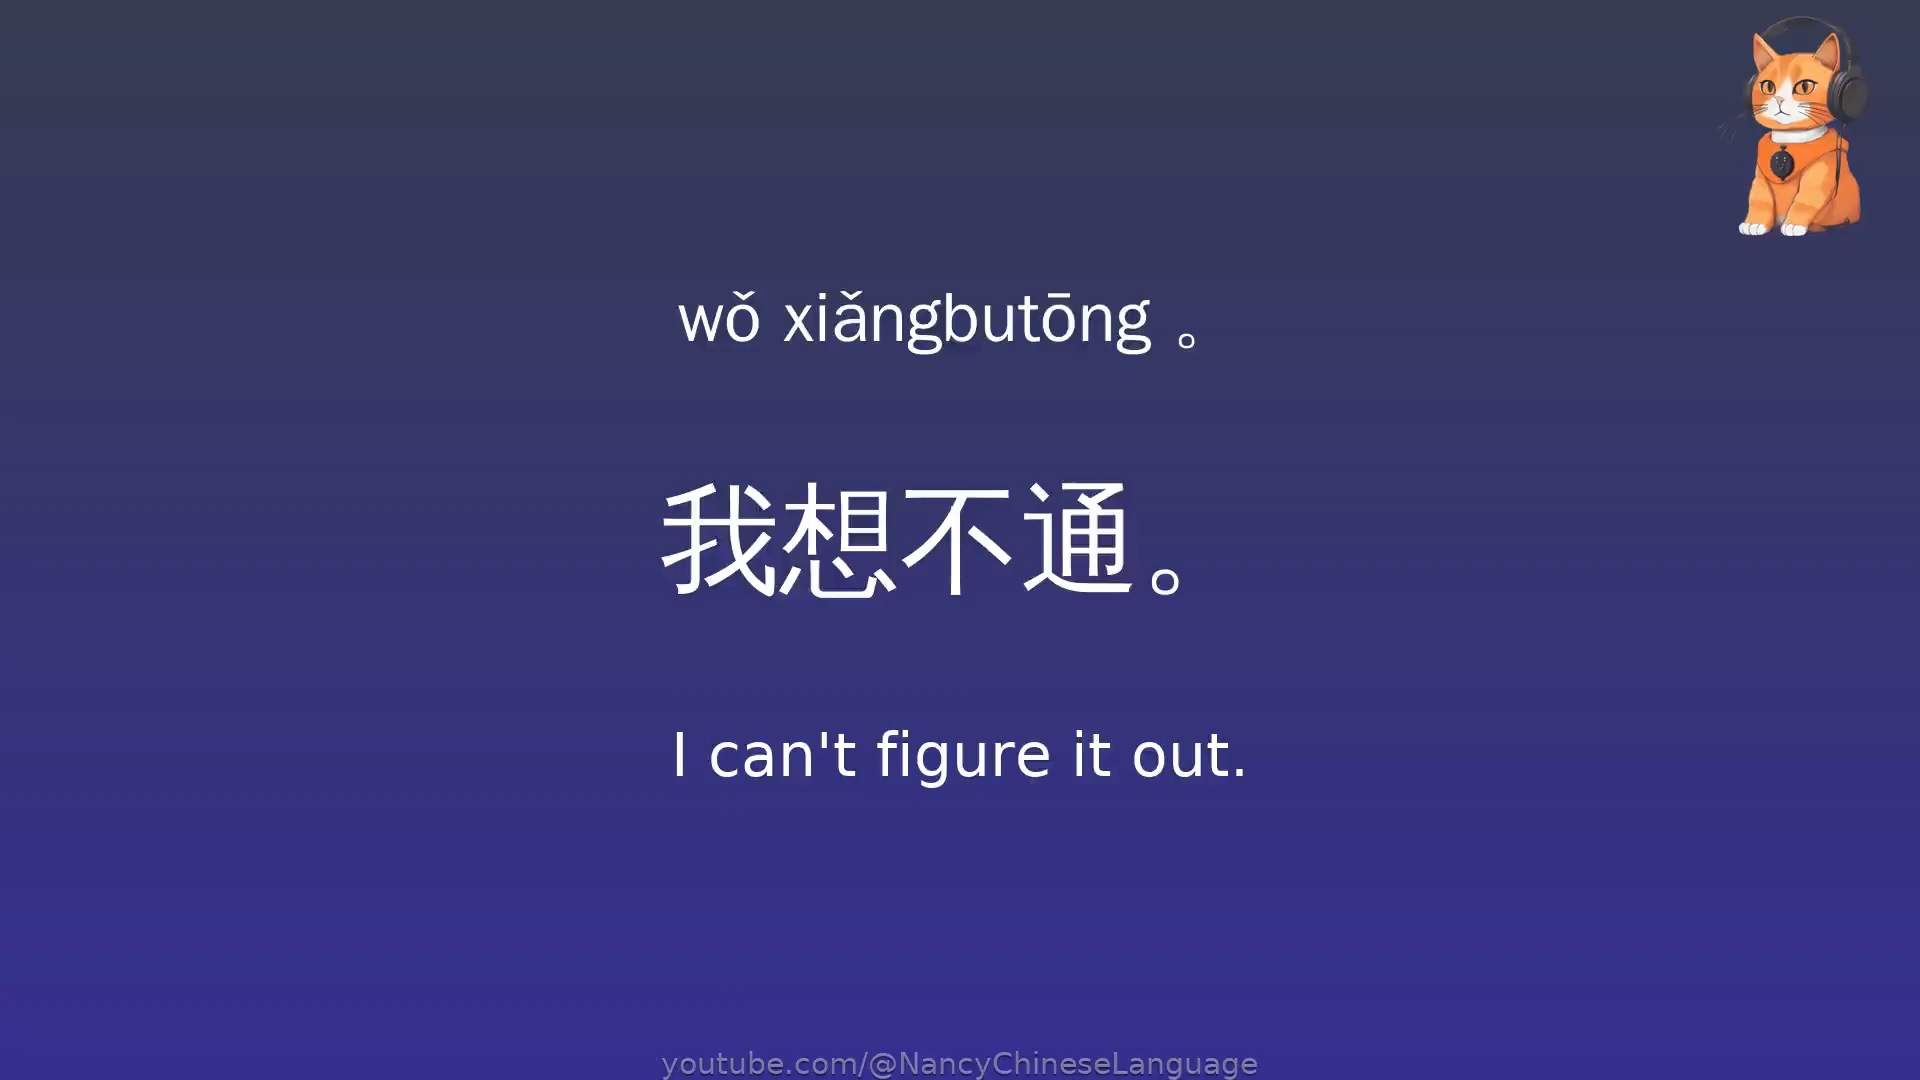 wǒ xiǎngbutōng 。
我想不通。
I can't figure it out.
youtube.com/@NancyChineseLanguage